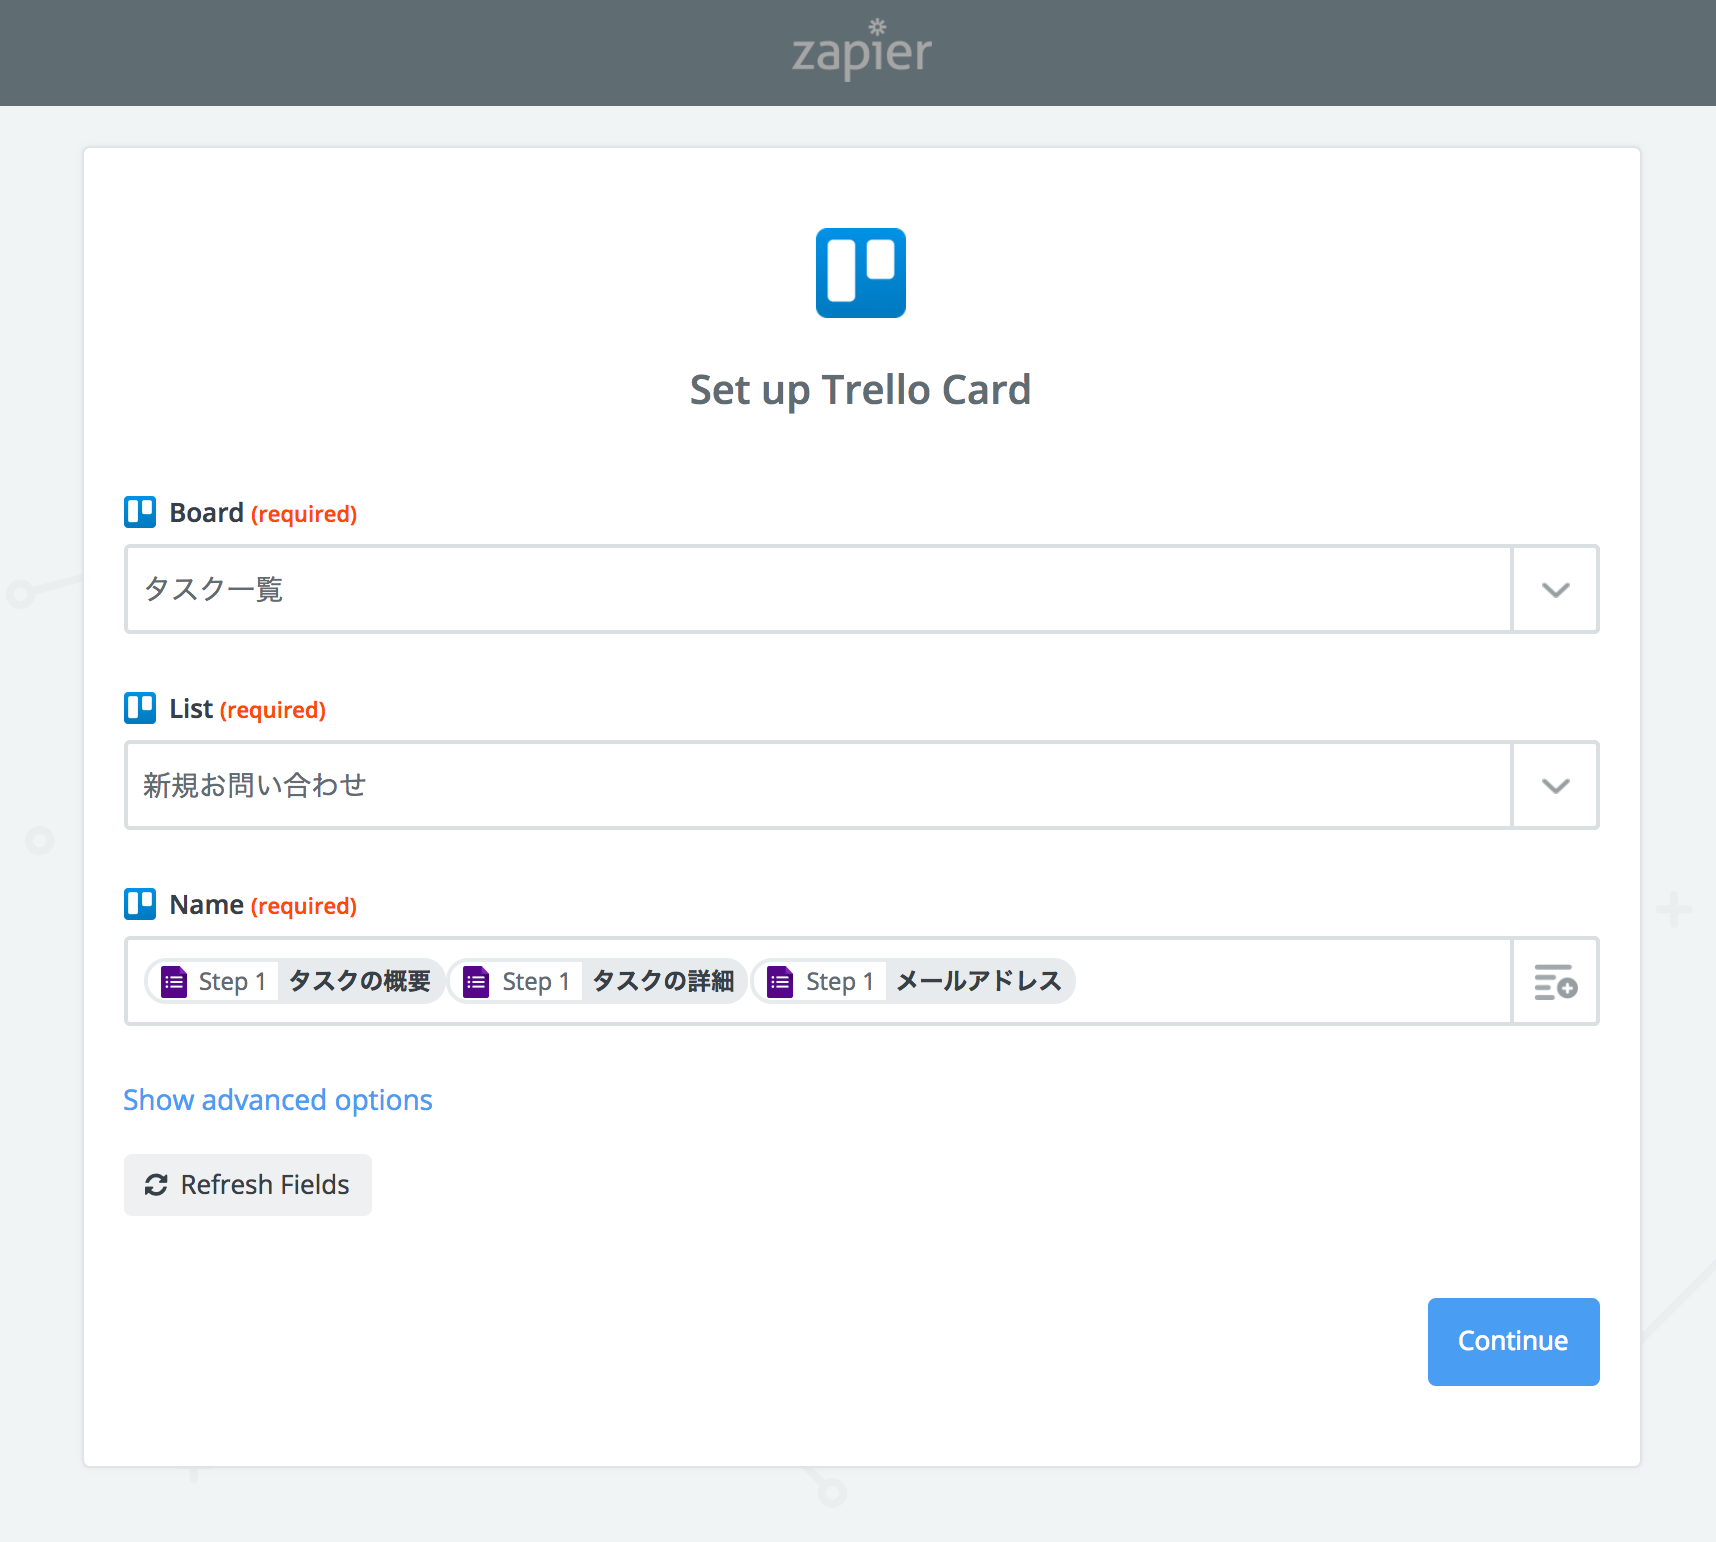 zapier
Set up Trello Card
Board (required)
タスク一覧
List (required)
新規お問い合わせ
Name (required)
Step 1 タスクの概要 Step 1 タスクの詳細 Step 1 メールアドレス
Show advanced options
Refresh Fields
Continue